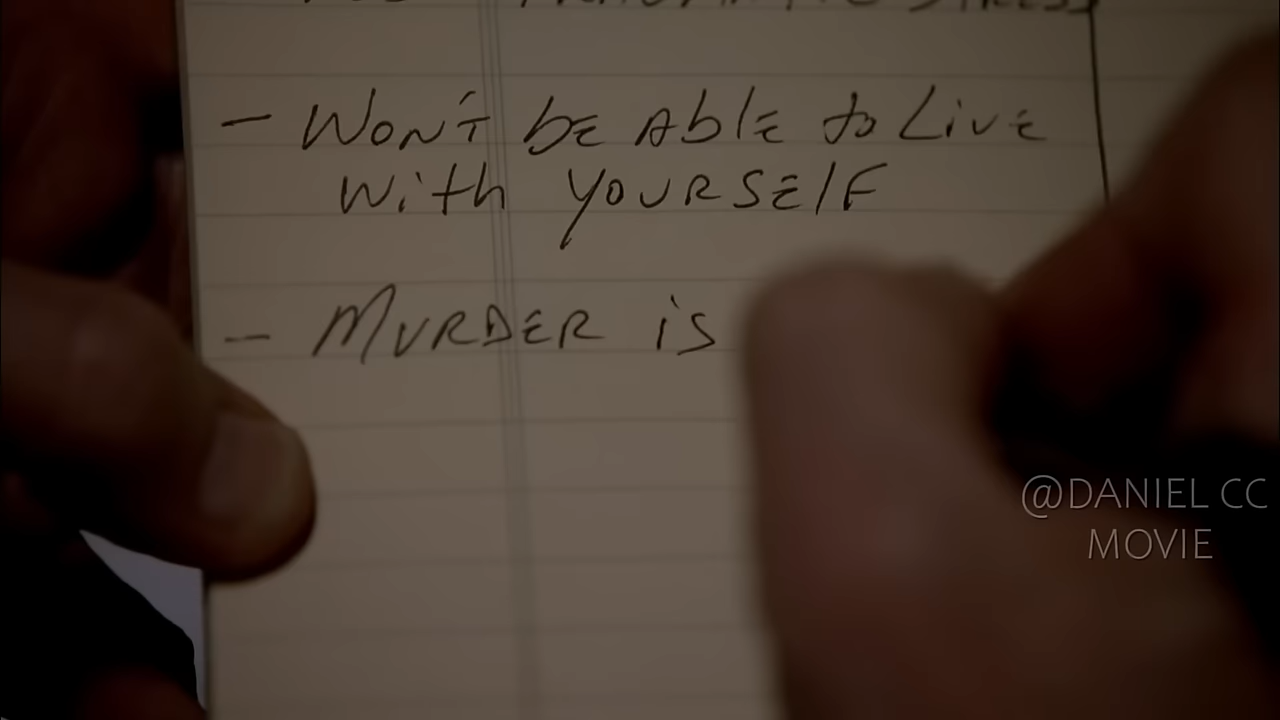 - WON'T BE ABLE to LIVE
WITH YOURSELF
- MURDER is
@DANIEL CC
MOVIE